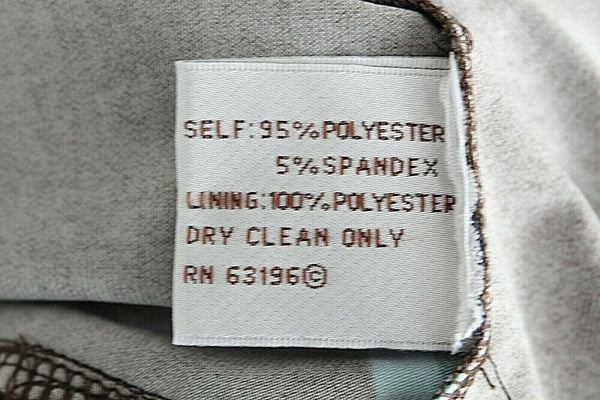 SELF:95%POLYESTER
5%SPANDEX
LINING:100%POLYESTER
DRY CLEAN ONLY
RN 63196©